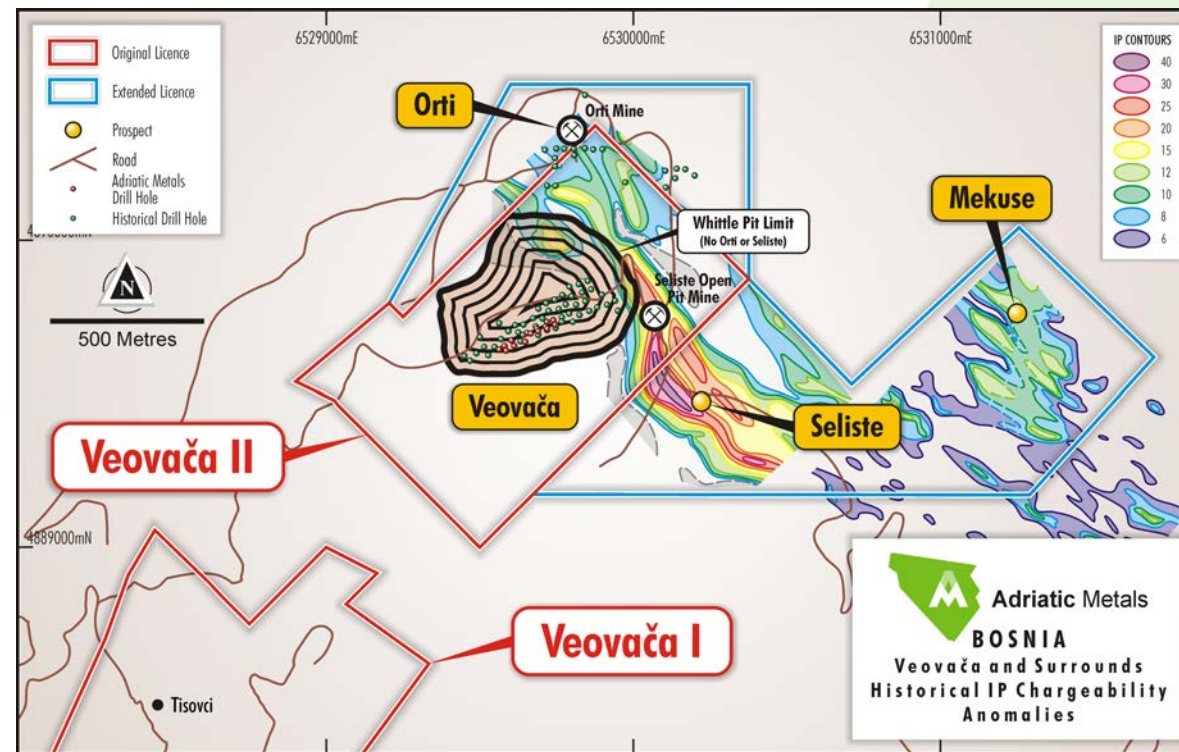 6529000mE
6530000mE
6531000mE
Original Licence
Extended Licence
Prospect
Road
Adriatic Metals
Drill Hole
Historical Drill Hole
IP CONTOURS
40
30
25
20
15
12
10
8
6
Orti
Orti Mine
Mekuse
Whittle Pit Limit
(No Orti or Seliste)
N
500 Metres
Seliste Open
Pit Mine
Veovača
Seliste
Veovača II
4889000mN
Veovača I
Tisovci
Adriatic Metals
BOSNIA
Veovača and Surrounds
Historical IP Chargeability
Anomalies